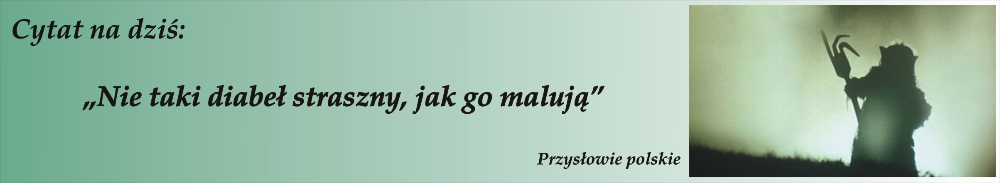 Cytat na dziś:
„Nie taki diabeł straszny, jak go malują”
Przysłowie polskie